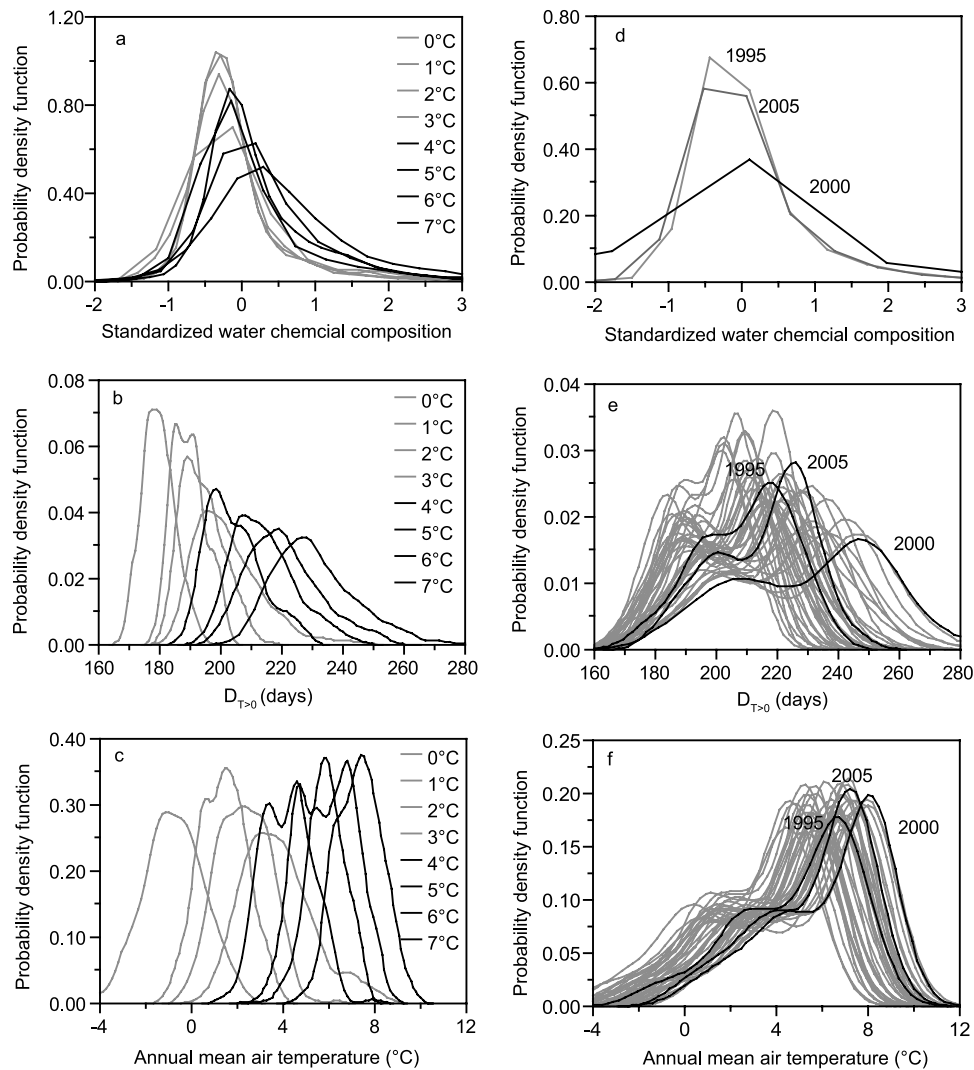 a
Probability density function
1.20
0.80
0.40
0.00
-2
-1
0
1
2
3
Standardized water chemcial composition
0°C
1°C
2°C
3°C
4°C
5°C
6°C
7°C
d
Probability density function
0.80
0.60
0.40
0.20
0.00
-2
-1
0
1
2
3
Standardized water chemcial composition
1995
2005
2000
b
Probability density function
0.08
0.06
0.04
0.02
0.00
160
180
200
220
240
260
280
DT>0 (days)
0°C
1°C
2°C
3°C
4°C
5°C
6°C
7°C
e
Probability density function
0.04
0.03
0.02
0.01
0.00
160
180
200
220
240
260
280
DT>0 (days)
1995
2005
2000
c
Probability density function
0.40
0.30
0.20
0.10
0.00
-4
0
4
8
12
Annual mean air temperature (°C)
0°C
1°C
2°C
3°C
4°C
5°C
6°C
7°C
f
Probability density function
0.25
0.20
0.15
0.10
0.05
0.00
-4
0
4
8
12
Annual mean air temperature (°C)
2005
1995
2000